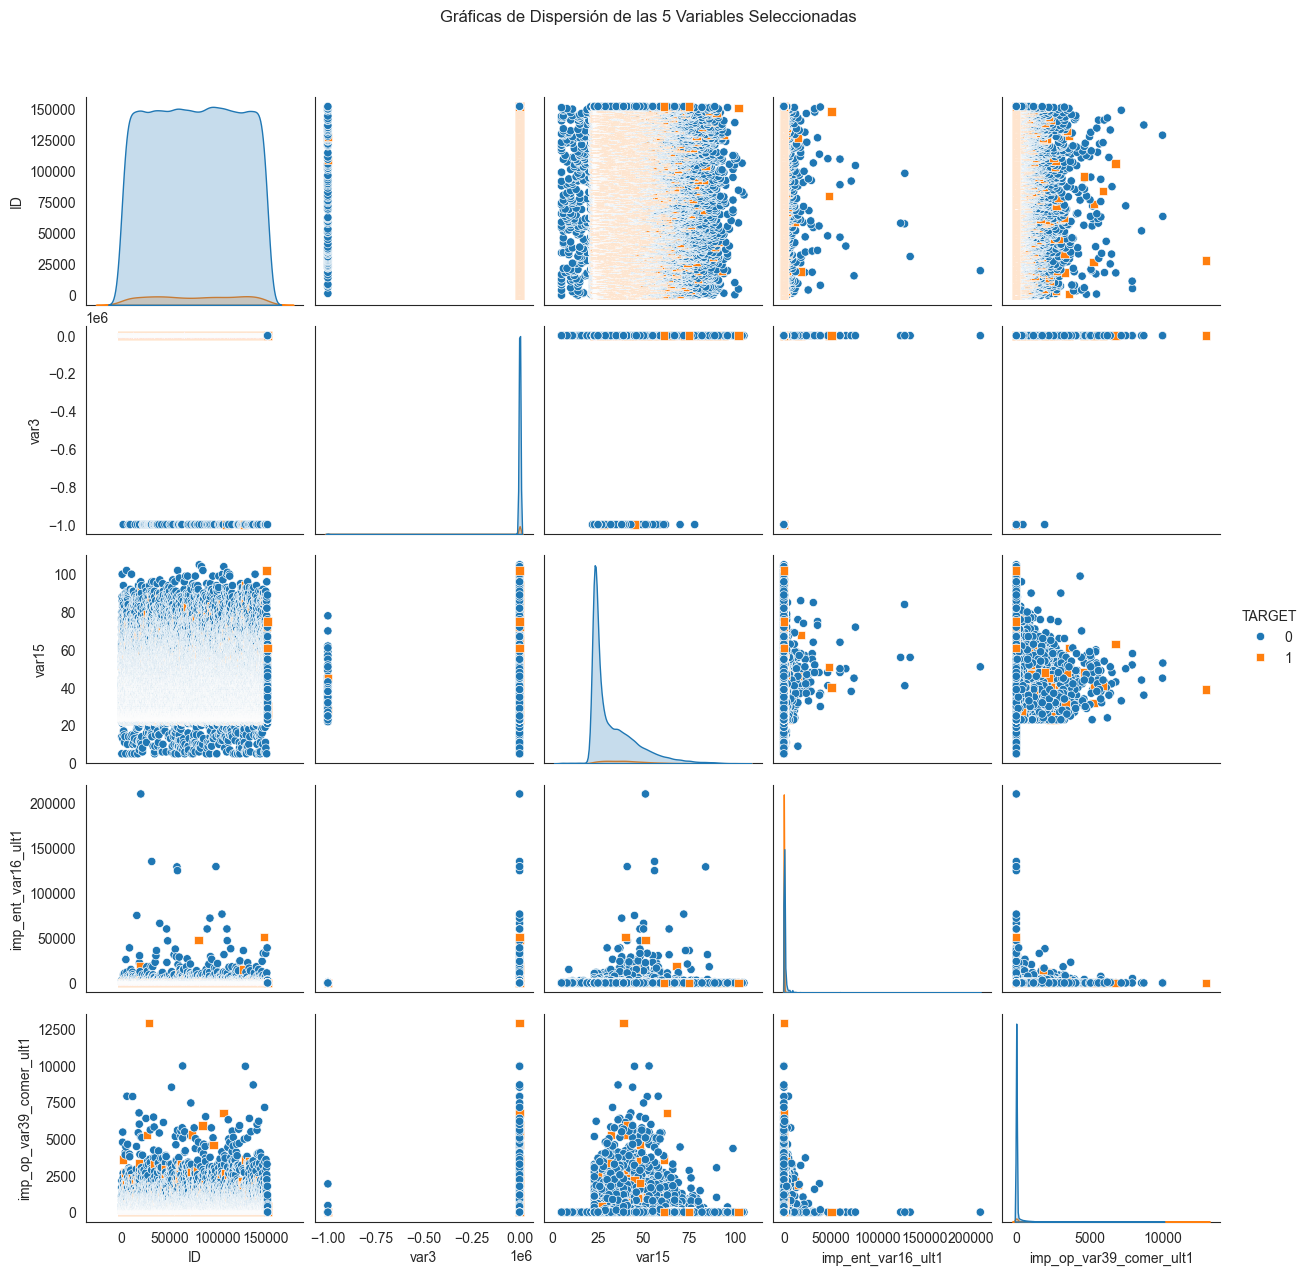 Gráficas de Dispersión de las 5 Variables Seleccionadas
150000
125000
100000
75000
50000
25000
0
ID
1e6
0.0
−0.2
−0.4
−0.6
−0.8
−1.0
var3
100
80
60
40
20
0
var15
TARGET
0
1
200000
150000
100000
50000
0
imp_ent_var16_ult1
12500
10000
7500
5000
2500
0
imp_op_var39_comer_ult1
0 50000 100000 150000
ID
−1.00 −0.75 −0.50 −0.25 0.00
var3
1e6
0 25 50 75 100
var15
0 50000 100000 150000 200000
imp_ent_var16_ult1
0 5000 10000
imp_op_var39_comer_ult1